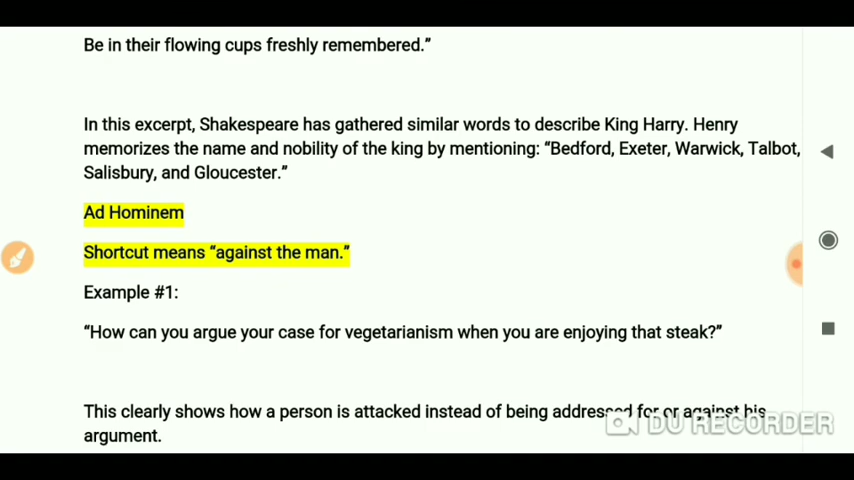 Be in their flowing cups freshly remembered.”
In this excerpt, Shakespeare has gathered similar words to describe King Harry. Henry
memorizes the name and nobility of the king by mentioning: “Bedford, Exeter, Warwick, Talbot,
Salisbury, and Gloucester.”
Ad Hominem
Shortcut means “against the man.”
Example #1:
“How can you argue your case for vegetarianism when you are enjoying that steak?”
This clearly shows how a person is attacked instead of being addressed for or against his
argument.
DU RECORDER